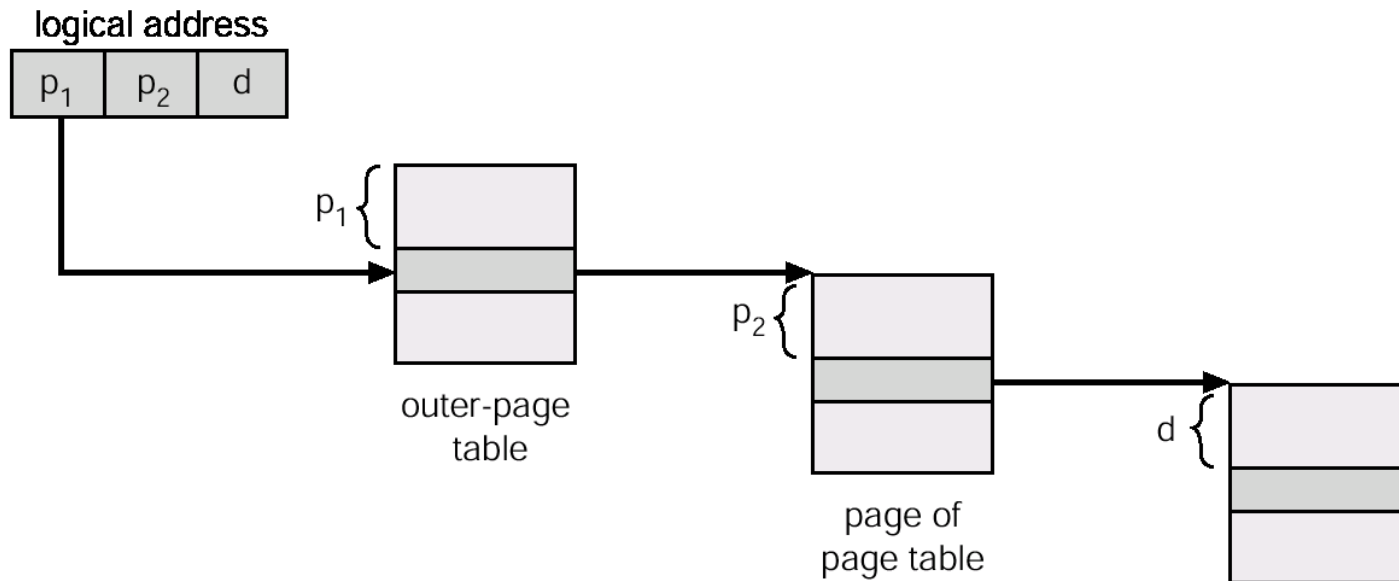 logical address
p₁ p₂ d
p₁
outer-page
table
p₂
page of
page table
d